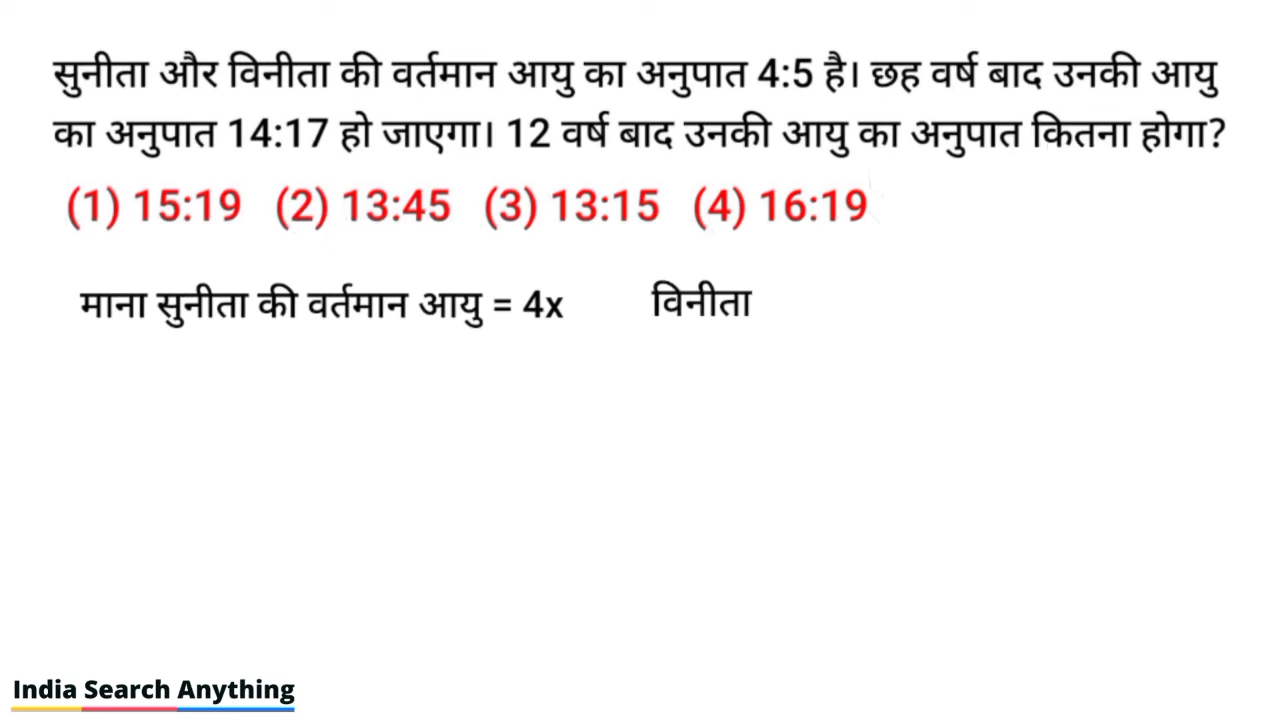 सुनीता और विनीता की वर्तमान आयु का अनुपात 4:5 है। छह वर्ष बाद उनकी आयु
का अनुपात 14:17 हो जाएगा। 12 वर्ष बाद उनकी आयु का अनुपात कितना होगा?
(1) 15:19 (2) 13:45 (3) 13:15 (4) 16:19
माना सुनीता की वर्तमान आयु = 4x विनीता
India Search Anything